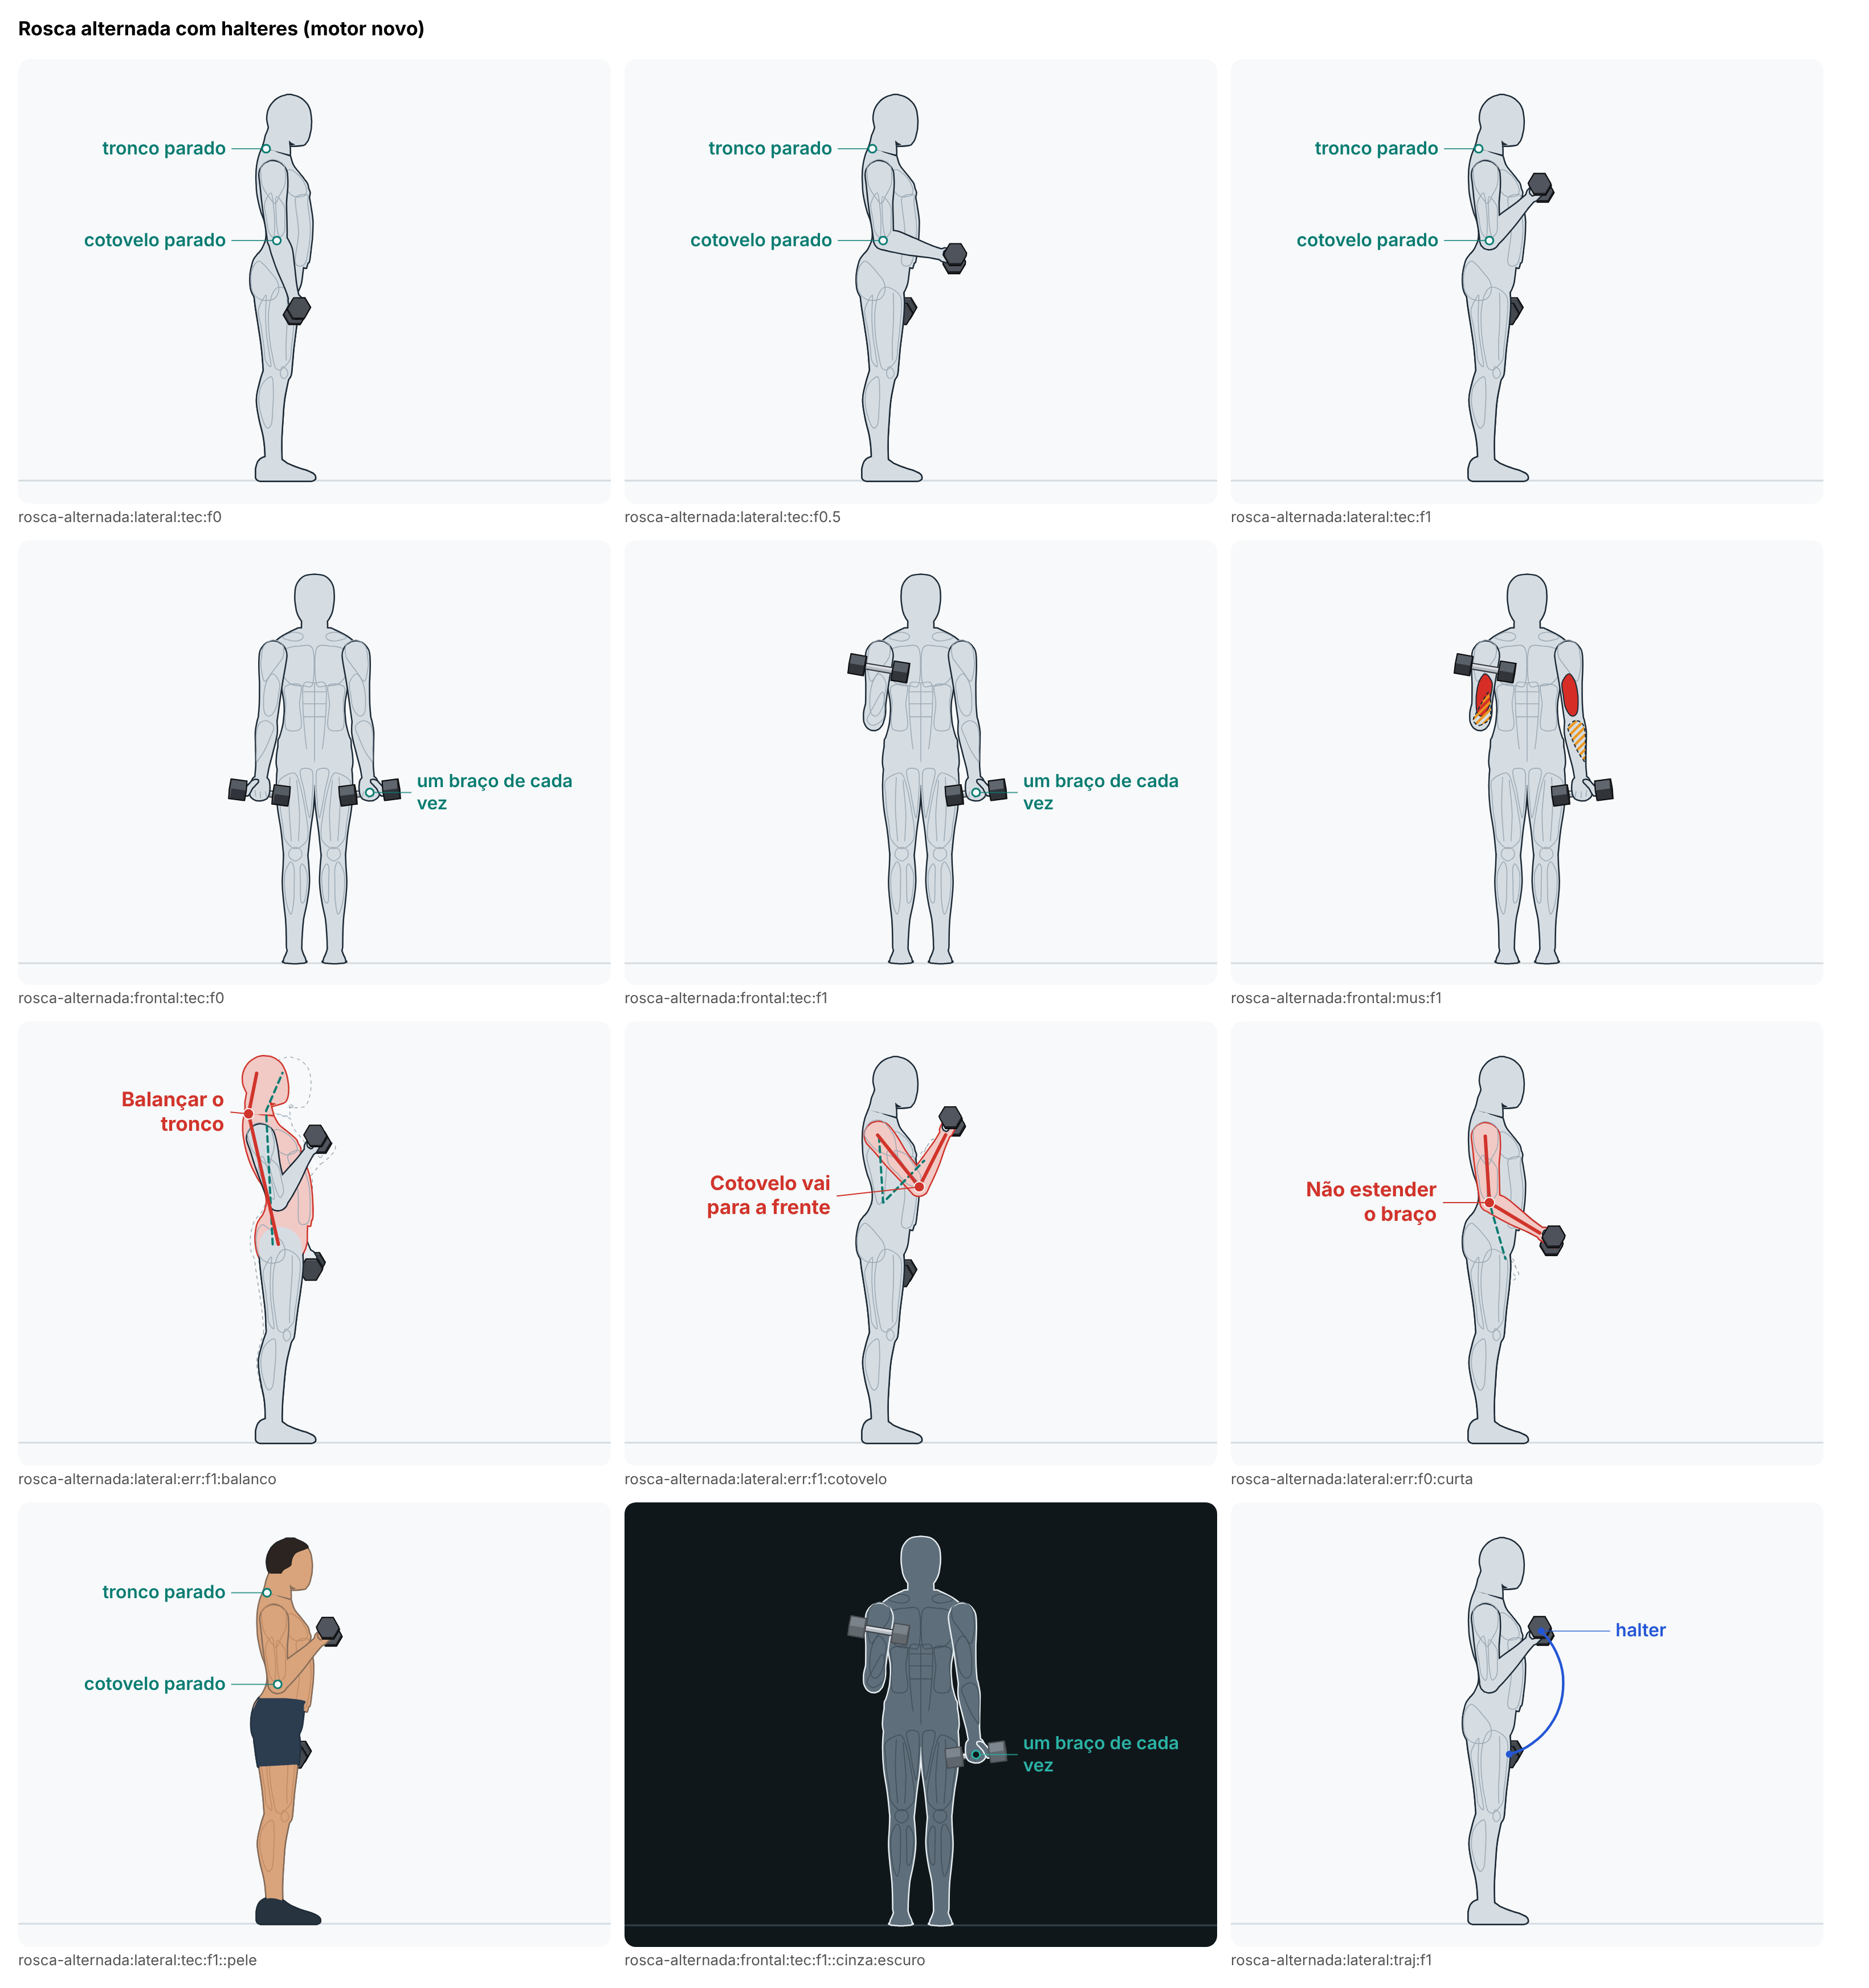 Rosca alternada com halteres (motor novo)
tronco parado
cotovelo parado
rosca-alternada:lateral:tec:f0
tronco parado
cotovelo parado
rosca-alternada:lateral:tec:f0.5
tronco parado
cotovelo parado
rosca-alternada:lateral:tec:f1
um braço de cada
vez
rosca-alternada:frontal:tec:f0
um braço de cada
vez
rosca-alternada:frontal:tec:f1
rosca-alternada:frontal:mus:f1
Balançar o
tronco
rosca-alternada:lateral:err:f1:balanco
Cotovelo vai
para a frente
rosca-alternada:lateral:err:f1:cotovelo
Não estender
o braço
rosca-alternada:lateral:err:f0:curta
tronco parado
cotovelo parado
rosca-alternada:lateral:tec:f1::pele
um braço de cada
vez
rosca-alternada:frontal:tec:f1::cinza:escuro
halter
rosca-alternada:lateral:traj:f1